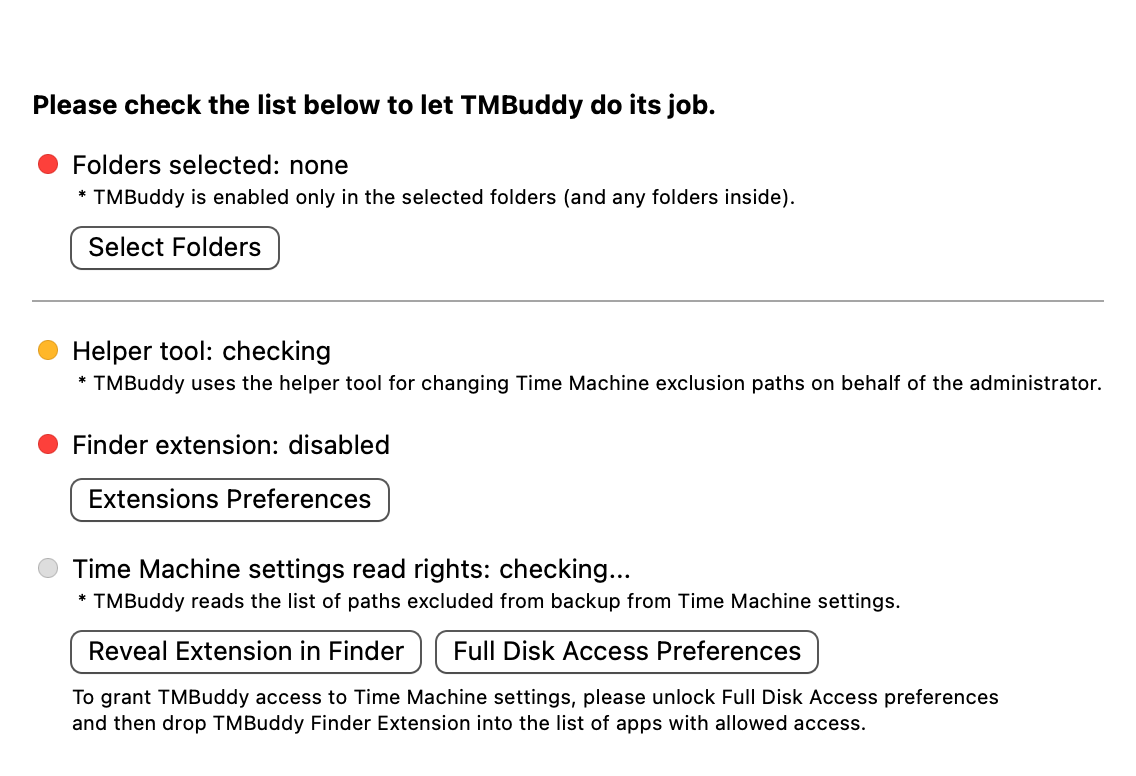 Please check the list below to let TMBuddy do its job.
Folders selected: none
* TMBuddy is enabled only in the selected folders (and any folders inside).
Select Folders
Helper tool: checking
* TMBuddy uses the helper tool for changing Time Machine exclusion paths on behalf of the administrator.
Finder extension: disabled
Extensions Preferences
Time Machine settings read rights: checking...
* TMBuddy reads the list of paths excluded from backup from Time Machine settings.
Reveal Extension in Finder Full Disk Access Preferences
To grant TMBuddy access to Time Machine settings, please unlock Full Disk Access preferences
and then drop TMBuddy Finder Extension into the list of apps with allowed access.